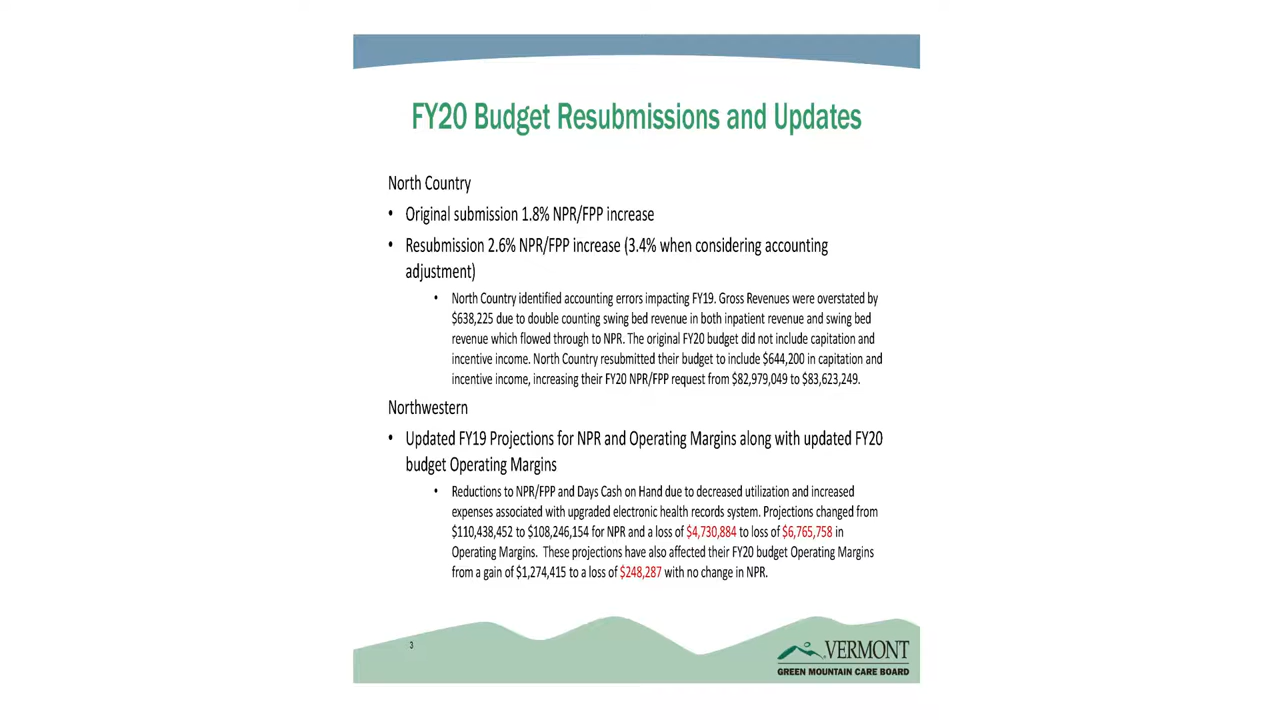 FY20 Budget Resubmissions and Updates
North Country
• Original submission 1.8% NPR/FPP increase
• Resubmission 2.6% NPR/FPP increase (3.4% when considering accounting
adjustment)
• North Country identified accounting errors impacting FY19. Gross Revenues were overstated by
$638,225 due to double counting swing bed revenue in both inpatient revenue and swing bed
revenue which flowed through to NPR. The original FY20 budget did not include capitation and
incentive income. North Country resubmitted their budget to include $644,200 in capitation and
incentive income, increasing their FY20 NPR/FPP request from $82,979,049 to $83,623,249.
Northwestern
• Updated FY19 Projections for NPR and Operating Margins along with updated FY20
budget Operating Margins
• Reductions to NPR/FPP and Days Cash on Hand due to decreased utilization and increased
expenses associated with upgraded electronic health records system. Projections changed from
$110,438,452 to $108,246,154 for NPR and a loss of $4,730,884 to loss of $6,765,758 in
Operating Margins. These projections have also affected their FY20 budget Operating Margins
from a gain of $1,274,415 to a loss of $248,287 with no change in NPR.
3
VERMONT
GREEN MOUNTAIN CARE BOARD